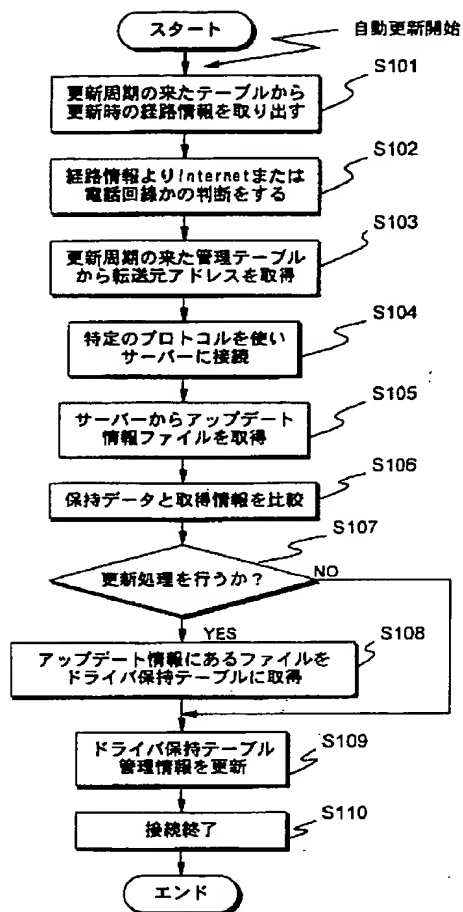 スタート
自動更新開始
S101
更新周期の来たテーブルから
更新時の経路情報を取り出す
S102
経路情報よりInternetまたは
電話回線かの判断をする
S103
更新周期の来た管理テーブル
から転送元アドレスを取得
S104
特定のプロトコルを使い
サーバーに接続
S105
サーバーからアップデート
情報ファイルを取得
S106
保持データと取得情報を比較
S107
更新処理を行うか？
NO
YES
S108
アップデート情報にあるファイルを
ドライバ保持テーブルに取得
S109
ドライバ保持テーブル
管理情報を更新
S110
接続終了
エンド